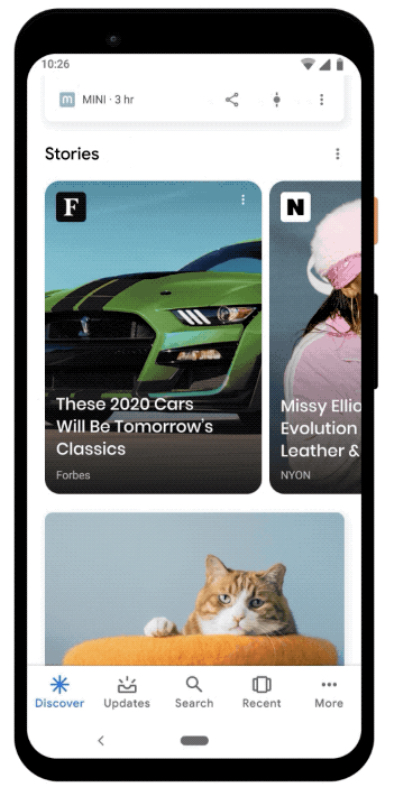 10:26
m
MINI · 3 hr
Stories
F
These 2020 Cars
Will Be Tomorrow's
Classics
Forbes
N
Missy Ellio
Evolution
Leather &
NYON
Discover
Updates
Search
Recent
More